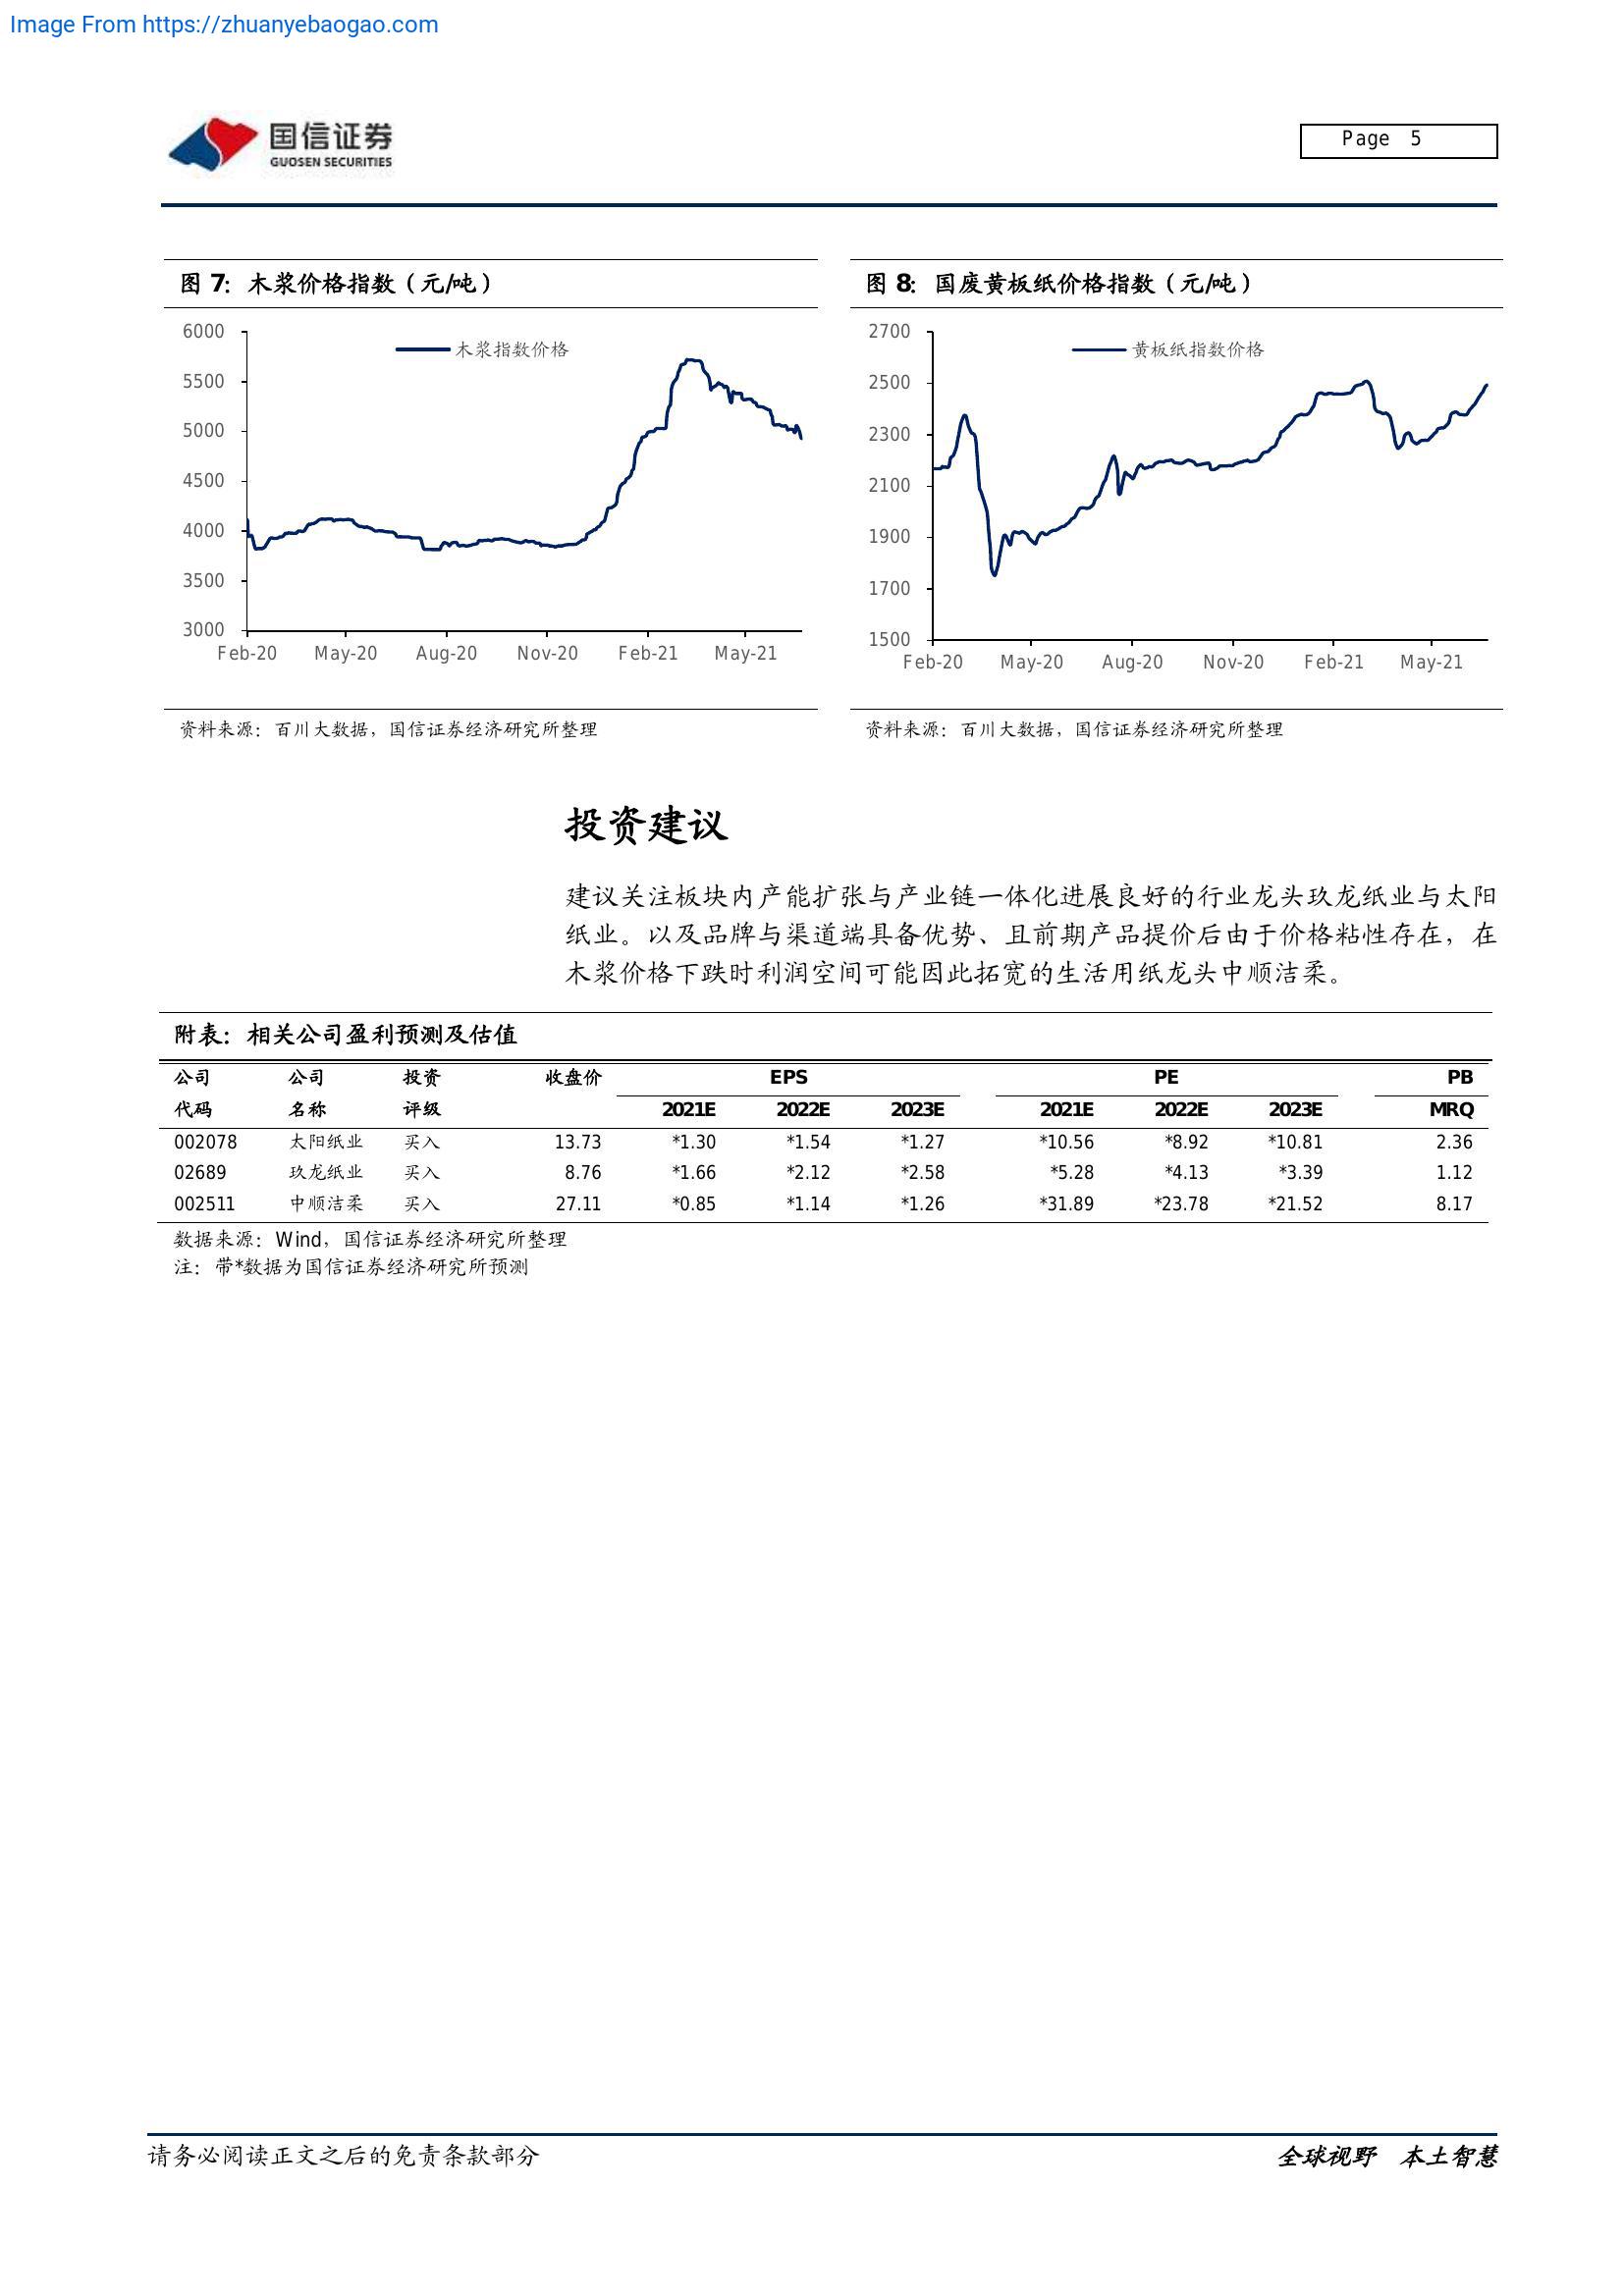 Image From https://zhuanyebaogao.com
国信证券
GUOSEN SECURITIES
Page 5
图 7：木浆价格指数（元/吨）
6000
5500
5000
4500
4000
3500
3000
木浆指数价格
Feb-20 May-20 Aug-20 Nov-20 Feb-21 May-21
资料来源：百川大数据，国信证券经济研究所整理
图 8：国废黄板纸价格指数（元/吨）
2700
2500
2300
2100
1900
1700
1500
黄板纸指数价格
Feb-20 May-20 Aug-20 Nov-20 Feb-21 May-21
资料来源：百川大数据，国信证券经济研究所整理
投资建议
建议关注板块内产能扩张与产业链一体化进展良好的行业龙头玖龙纸业与太阳
纸业。以及品牌与渠道端具备优势、且前期产品提价后由于价格粘性存在，在
木浆价格下跌时利润空间可能因此拓宽的生活用纸龙头中顺洁柔。
附表：相关公司盈利预测及估值
公司 公司 投资 收盘价 EPS PE PB
代码 名称 评级 2021E 2022E 2023E 2021E 2022E 2023E MRQ
002078 太阳纸业 买入 13.73 *1.30 *1.54 *1.27 *10.56 *8.92 *10.81 2.36
02689 玖龙纸业 买入 8.76 *1.66 *2.12 *2.58 *5.28 *4.13 *3.39 1.12
002511 中顺洁柔 买入 27.11 *0.85 *1.14 *1.26 *31.89 *23.78 *21.52 8.17
数据来源：Wind，国信证券经济研究所整理
注：带*数据为国信证券经济研究所预测
请务必阅读正文之后的免责条款部分
全球视野 本土智慧